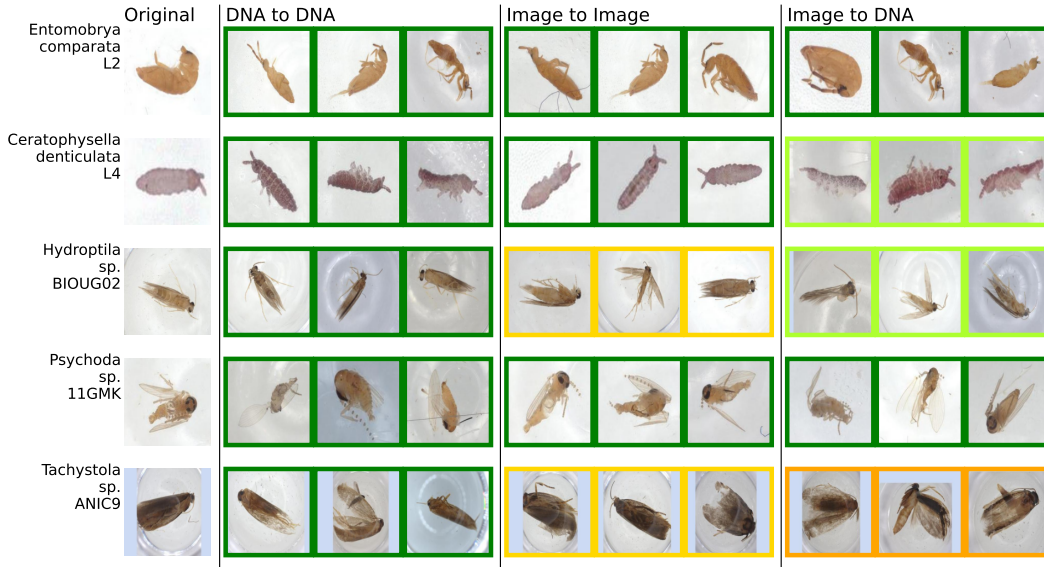 Original
DNA to DNA
Image to Image
Image to DNA
Entomobrya
comparata
L2
Ceratophysella
denticulata
L4
Hydroptila
sp.
BIOUG02
Psychoda
sp.
11GMK
Tachystola
sp.
ANIC9